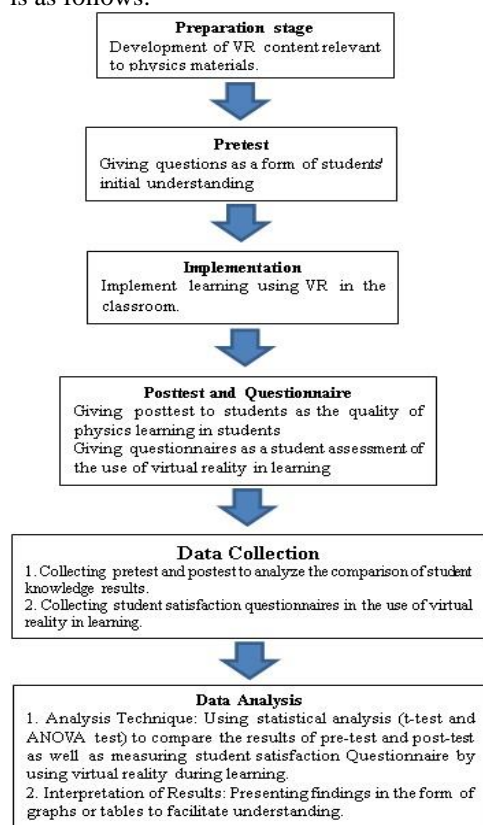 is as follows:
Preparation stage
Development of VR content relevant
to physics materials.
Pretest
Giving questions as a form of students'
initial understanding
Implementation
Implement learning using VR in the
classroom.
Posttest and Questionnaire
Giving posttest to students as the quality of
physics learning in students
Giving questionnaires as a student assessment of
the use of virtual reality in learning
Data Collection
1. Collecting pretest and postest to analyze the comparison of student
knowledge results.
2. Collecting student satisfaction questionnaires in the use of virtual
reality in learning.
Data Analysis
1. Analysis Technique: Using statistical analysis (t-test and
ANOVA test) to compare the results of pre-test and post-test
as well as measuring student satisfaction Questionnaire by
using virtual reality during learning.
2. Interpretation of Results: Presenting findings in the form of
graphs or tables to facilitate understanding.